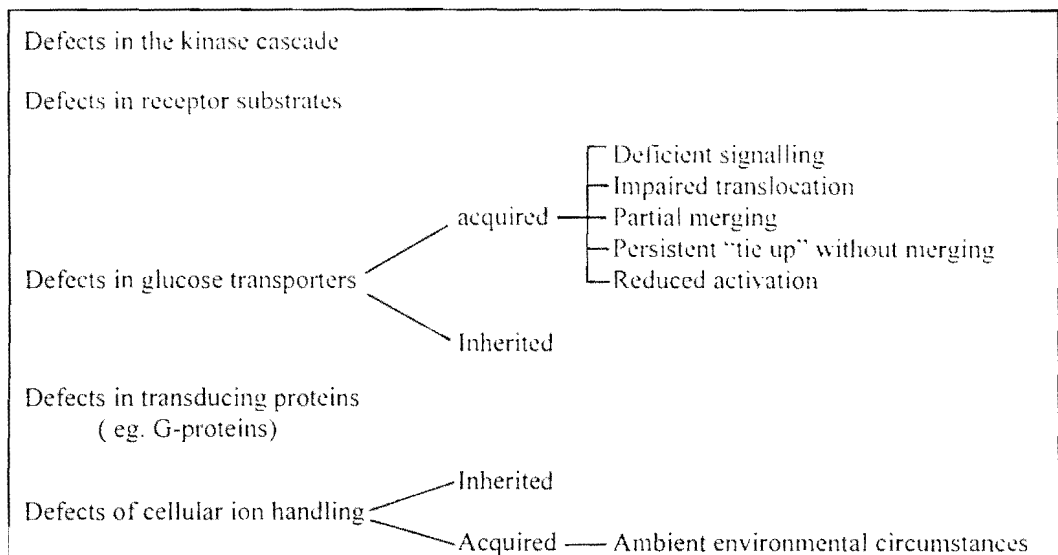 Defects in the kinase cascade
Defects in receptor substrates
Deficient signalling
Impaired translocation
acquired
Partial merging
Persistent “tie up” without merging
Defects in glucose transporters
Reduced activation
Inherited
Defects in transducing proteins
( eg. G-proteins)
Inherited
Defects of cellular ion handling
Acquired
Ambient environmental circumstances